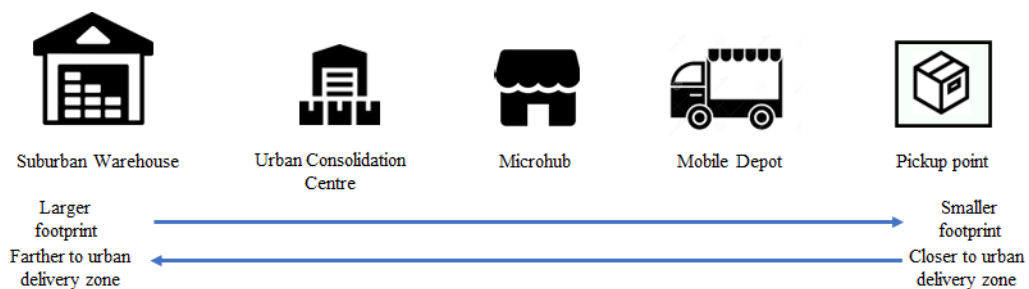 Suburban Warehouse
Urban Consolidation
Centre
Microhub
Mobile Depot
Pickup point
Larger
footprint
Smaller
footprint
Farther to urban
delivery zone
Closer to urban
delivery zone